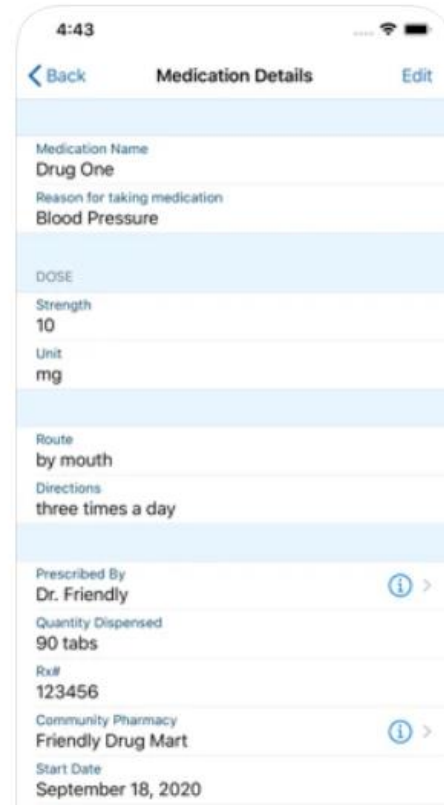 4:43
Back
Medication Details
Edit
Medication Name
Drug One
Reason for taking medication
Blood Pressure
DOSE
Strength
10
Unit
mg
Route
by mouth
Directions
three times a day
Prescribed By
Dr. Friendly
Quantity Dispensed
90 tabs
Rx#
123456
Community Pharmacy
Friendly Drug Mart
Start Date
September 18, 2020